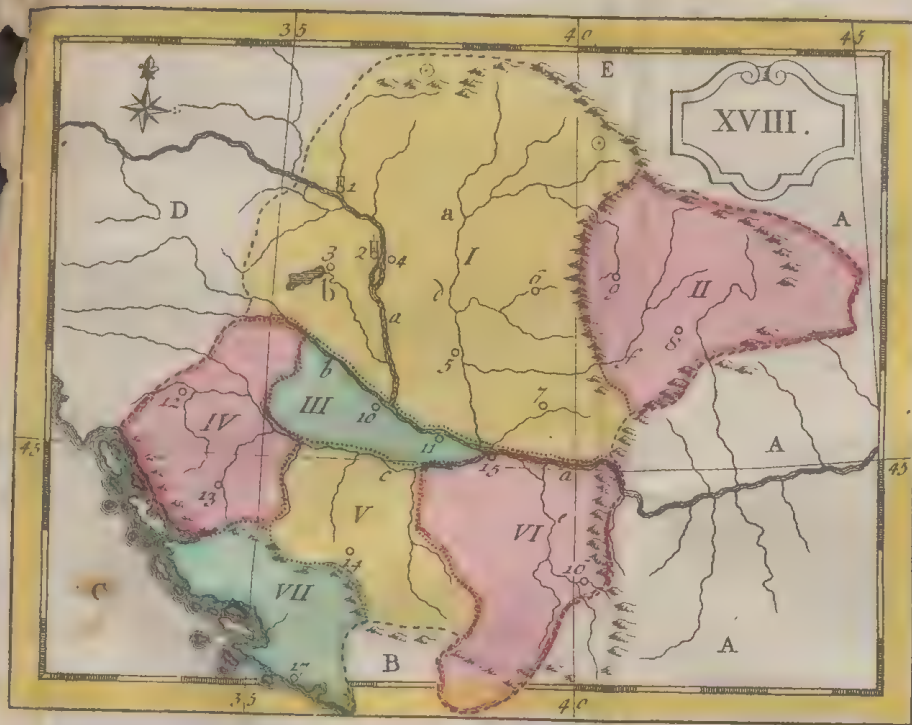 35 40 45
E
XVIII.
1
D a A
3 2 4 I
b 6 9 II
a
8
5
b 7
12 III 10
IV 11
45 15 a A 45
c
13 V VI e
14 10
C VII
B A
17
35 40